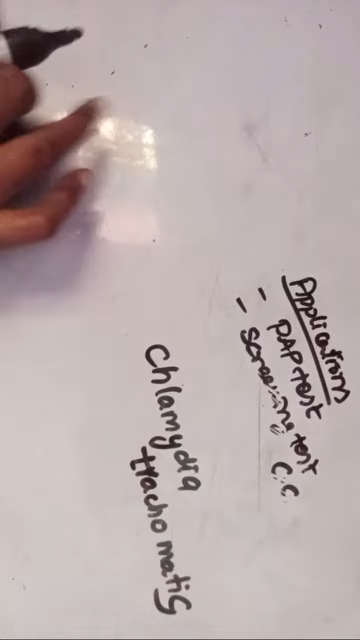 Applications
- PAP test
- Screening test C.C.
Chlamydia
trachomatis